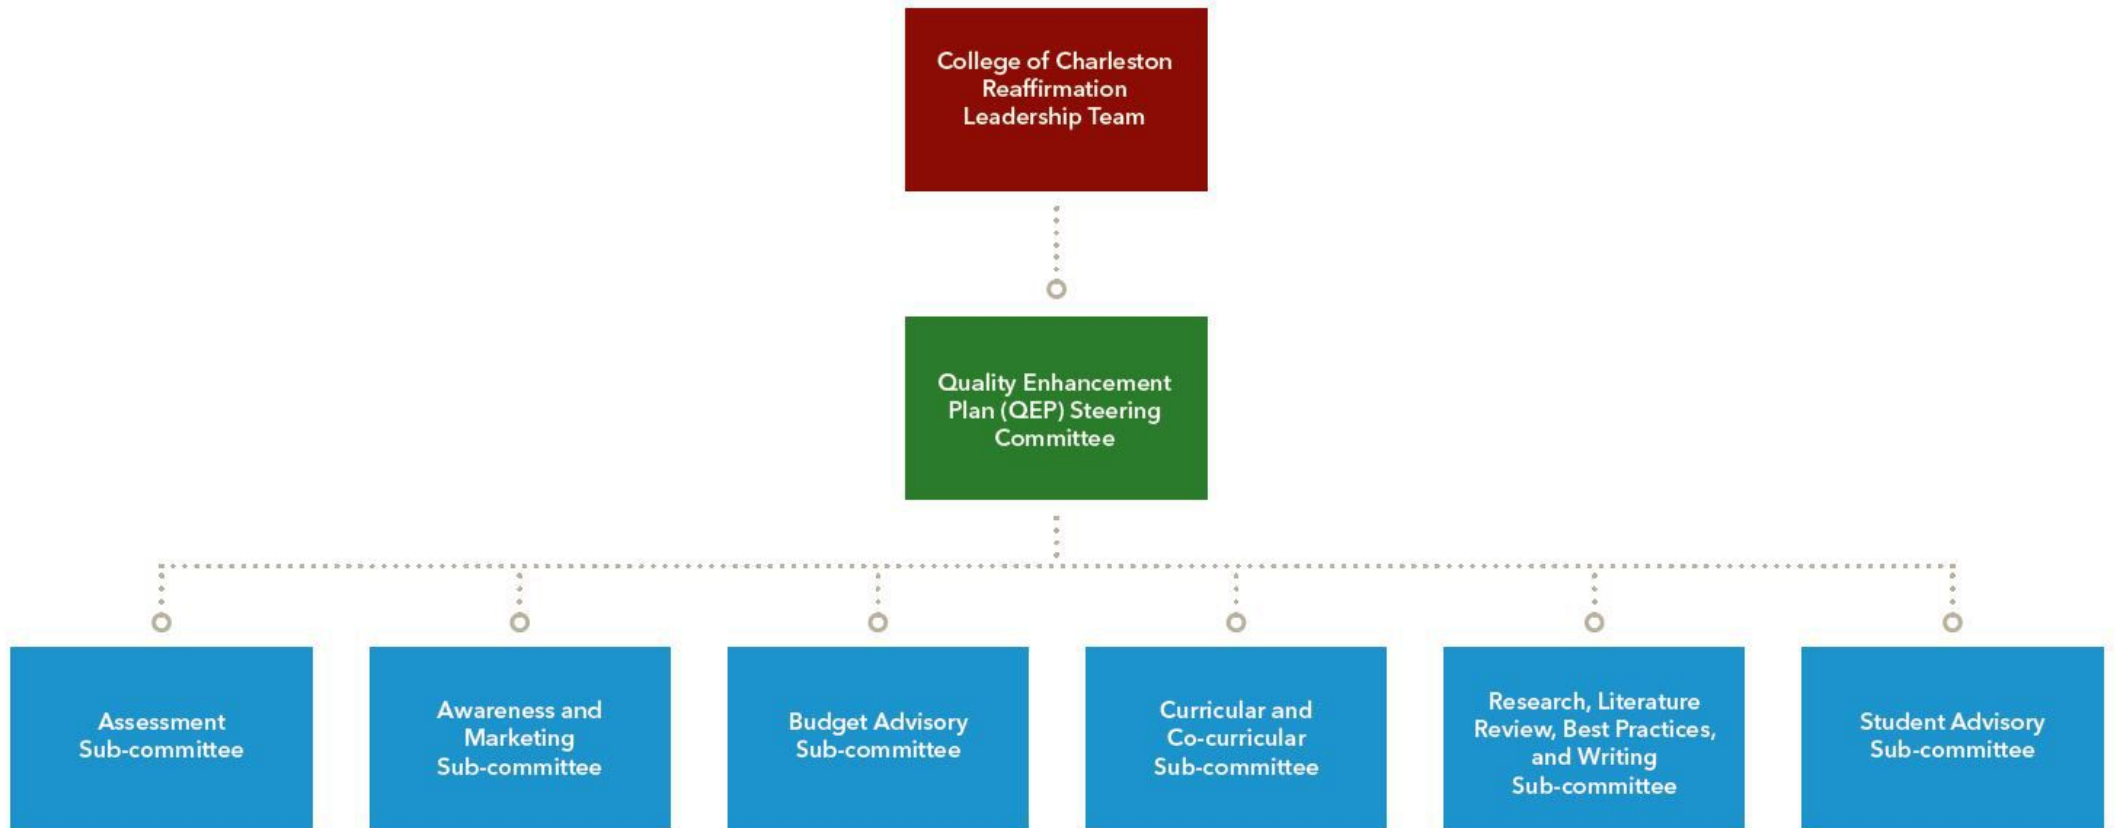 College of Charleston
Reaffirmation
Leadership Team
Quality Enhancement
Plan (QEP) Steering
Committee
Assessment
Sub-committee
Awareness and
Marketing
Sub-committee
Budget Advisory
Sub-committee
Curricular and
Co-curricular
Sub-committee
Research, Literature
Review, Best Practices,
and Writing
Sub-committee
Student Advisory
Sub-committee